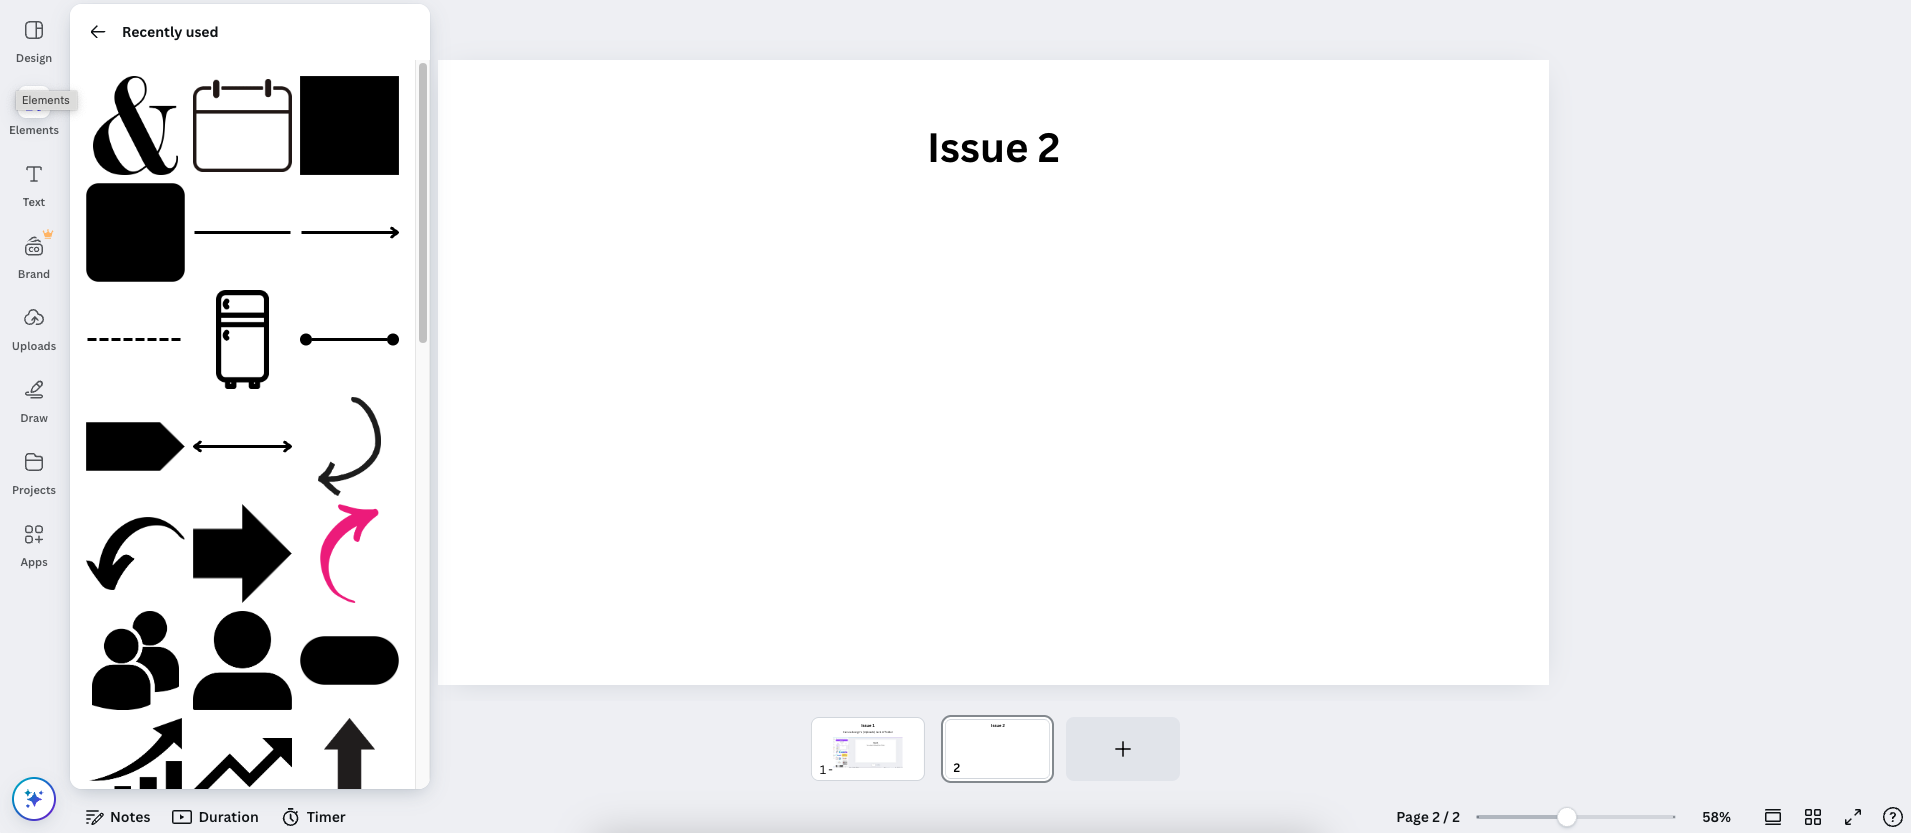 Design
Elements
Elements
Text
CO
Brand
Uploads
Draw
Projects
Apps
Recently used
&
Issue 2
Issue 1
1 -
Issue 2
2
Notes
Duration
Timer
Page 2 / 2
58%
?